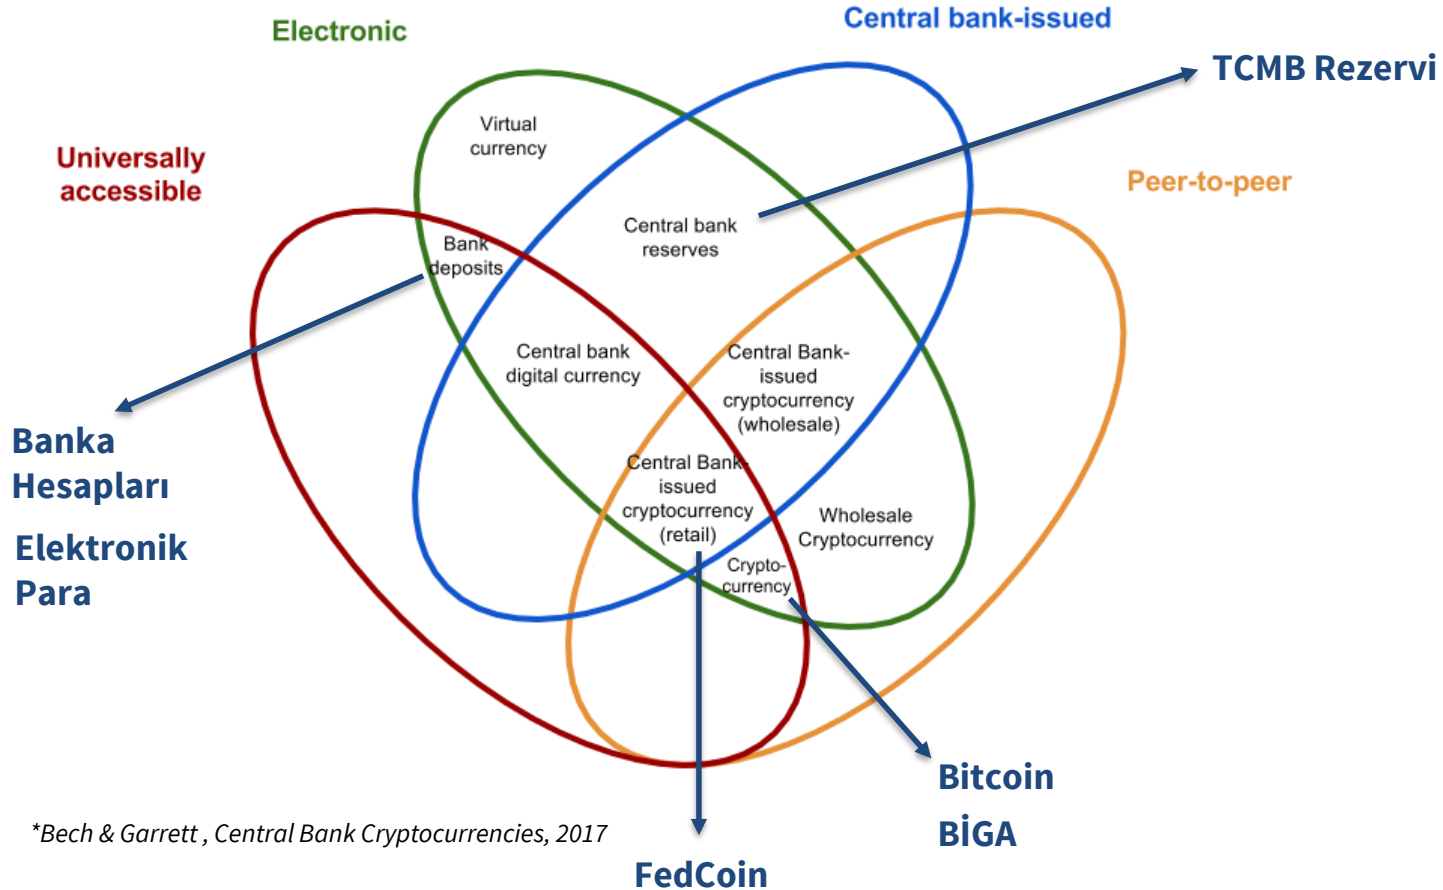 Electronic
Central bank-issued
TCMB Rezervi
Universally
accessible
Peer-to-peer
Virtual
currency
Bank
deposits
Central bank
reserves
Central bank
digital currency
Central Bank-
issued
cryptocurrency
(wholesale)
Central Bank-
issued
cryptocurrency
(retail)
Wholesale
Cryptocurrency
Crypto-
currency
Banka
Hesapları
Elektronik
Para
Bitcoin
BİGA
FedCoin
*Bech & Garrett , Central Bank Cryptocurrencies, 2017